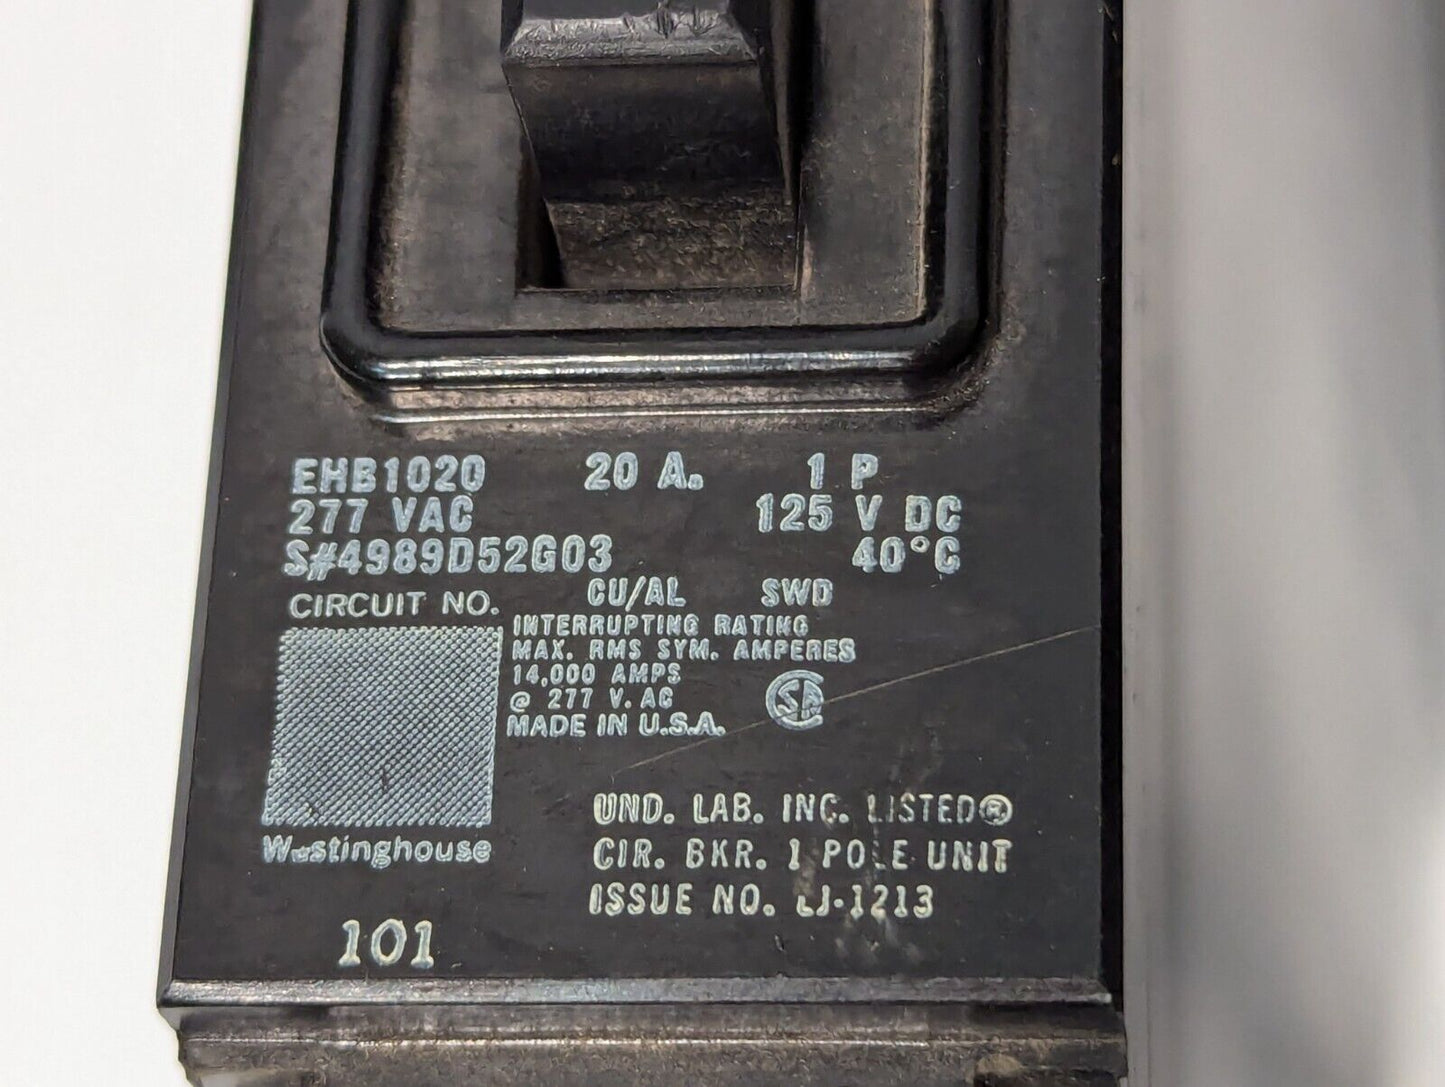 EHB1020 20 A. 1 P
277 VAC 125 V DC
S#4989D52G03 40°C
CU/AL SWD
CIRCUIT NO.
INTERRUPTING RATING
MAX. RMS SYM. AMPERES
14,000 AMPS
@ 277 V. AC
MADE IN U.S.A.
SA
UND. LAB. INC. LISTED®
CIR. BKR. 1 POLE UNIT
ISSUE NO. LJ-1213
Westinghouse
101